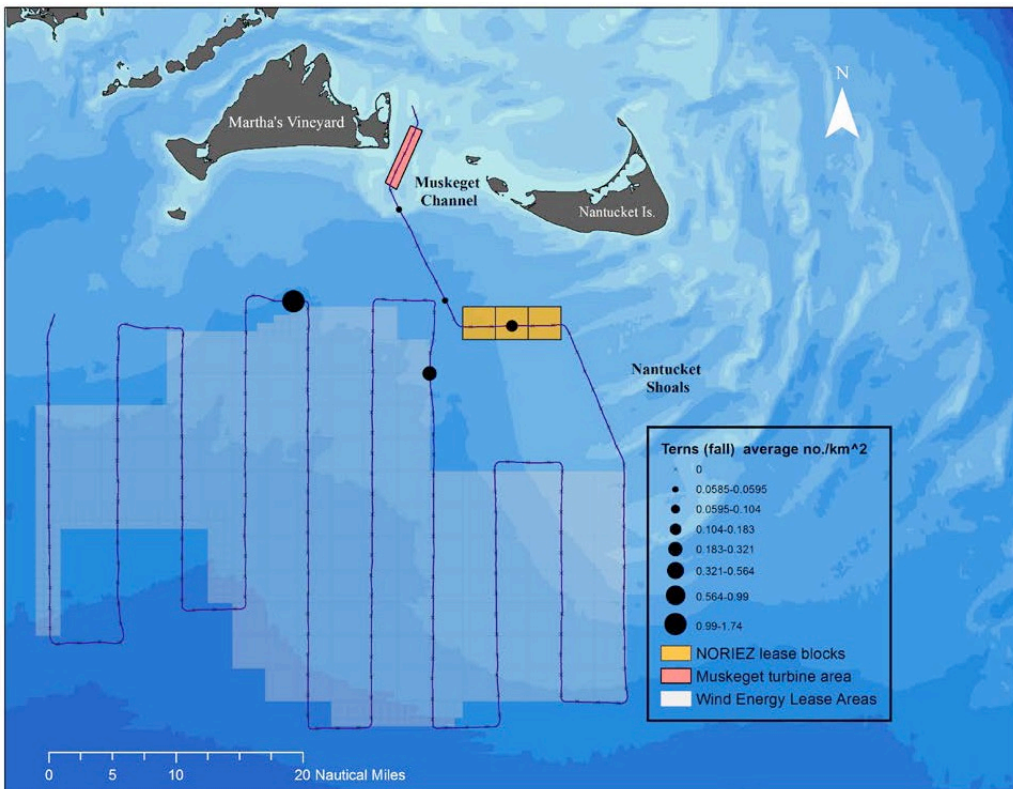 N
Martha's Vineyard
Muskeget
Channel
Nantucket Is.
Nantucket
Shoals
Terns (fall) average no./km^2
0
0.0585-0.0595
0.0595-0.104
0.104-0.183
0.183-0.321
0.321-0.564
0.564-0.99
0.99-1.74
NORIEZ lease blocks
Muskeget turbine area
Wind Energy Lease Areas
0 5 10 20 Nautical Miles